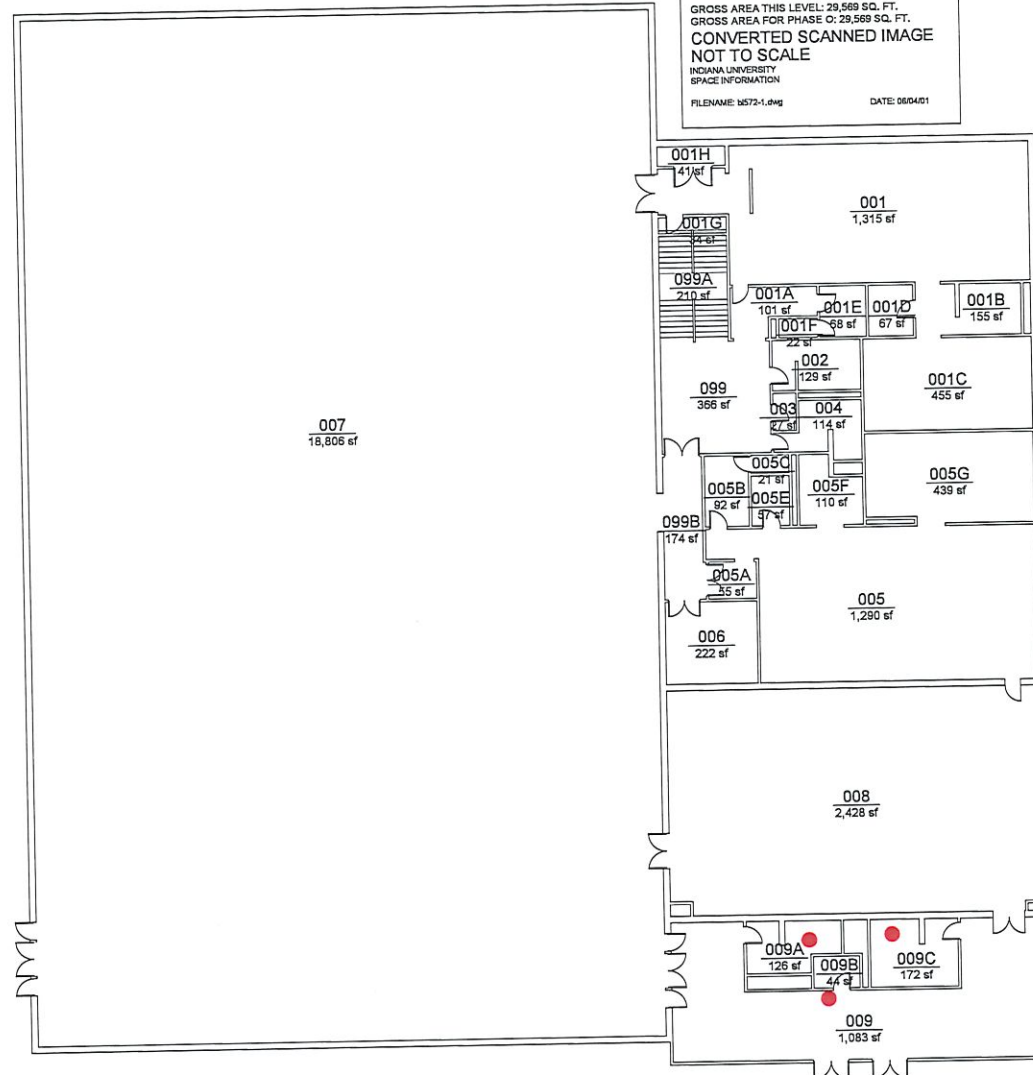 GROSS AREA THIS LEVEL: 29,569 SQ. FT.
GROSS AREA FOR PHASE O: 29,569 SQ. FT.
CONVERTED SCANNED IMAGE
NOT TO SCALE
INDIANA UNIVERSITY
SPACE INFORMATION
FILENAME: bl572-1.dwg DATE: 06/04/01
001H
41 sf
001
1,315 sf
001G
34 sf
099A
210 sf
001A
101 sf
001E
68 sf
001D
67 sf
001B
155 sf
001F
22 sf
002
129 sf
001C
455 sf
099
366 sf
003
27 sf
004
114 sf
007
18,806 sf
005C
21 sf
005G
439 sf
005B
92 sf
005E
57 sf
005F
110 sf
099B
174 sf
005A
55 sf
005
1,290 sf
006
222 sf
008
2,428 sf
009A
126 sf
009B
44 sf
009C
172 sf
009
1,083 sf